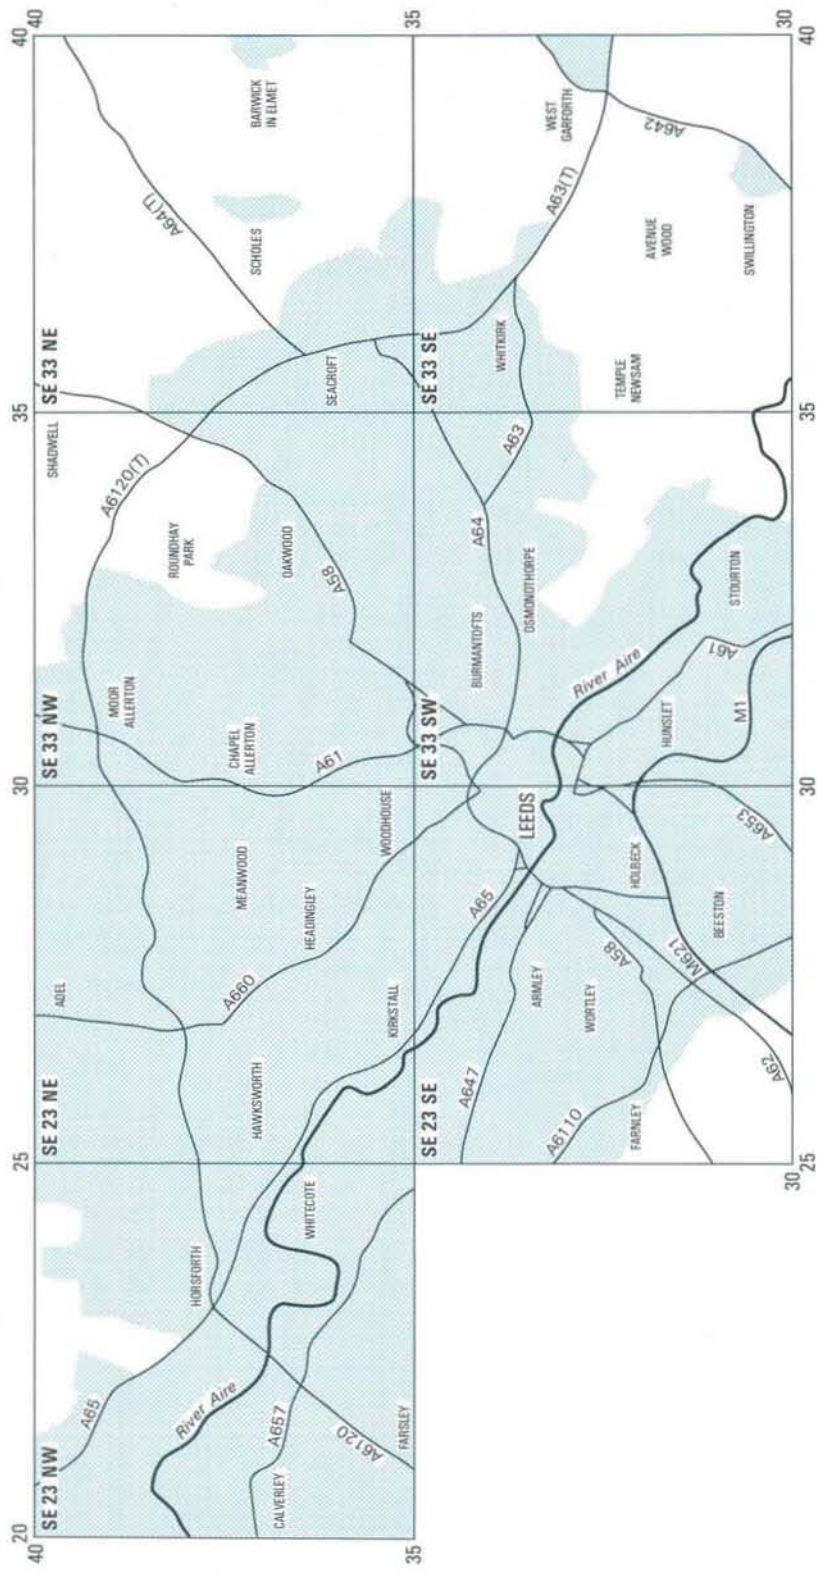 20
25
30
35
40
40
40
SE 23 NW
SE 23 NE
SE 33 NW
SE 33 NE
A65
ADEL
SHADWELL
A6120(T)
MOOR
ALLERTON
A64(T)
River Aire
HORSFORTH
ROUNDHAY
PARK
A660
MEANWOOD
CHAPEL
ALLERTON
SCHOLES
BARWICK
IN ELMET
HAWKSWORTH
OAKWOOD
A657
CALVERLEY
WHITECOTE
HEADINGLEY
A61
A58
SEACROFT
A6120
FARSLEY
KIRKSTALL
WOODHOUSE
35
35
SE 23 SE
SE 33 SW
SE 33 SE
A647
A65
BURMANTOFTS
A64
WHITKIRK
A63
LEEDS
OSMONDTHORPE
ARMLEY
A6110
WORTLEY
A58
River Aire
A63(T)
WEST
GARFORTH
FARNLEY
HOLBECK
HUNSLET
TEMPLE
NEWSAM
AVENUE
WOOD
A642
M621
BEESTON
M1
A61
STOURTON
SWILLINGTON
A62
A653
30
25
30
35
30
40